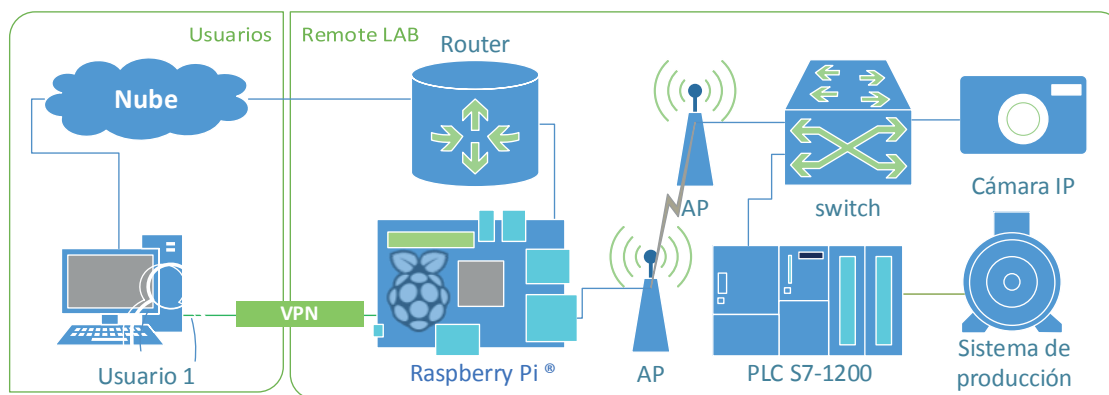 Usuarios
Remote LAB
Router
Nube
AP
switch
Cámara IP
VPN
Usuario 1
Raspberry Pi ®
AP
PLC S7-1200
Sistema de
producción